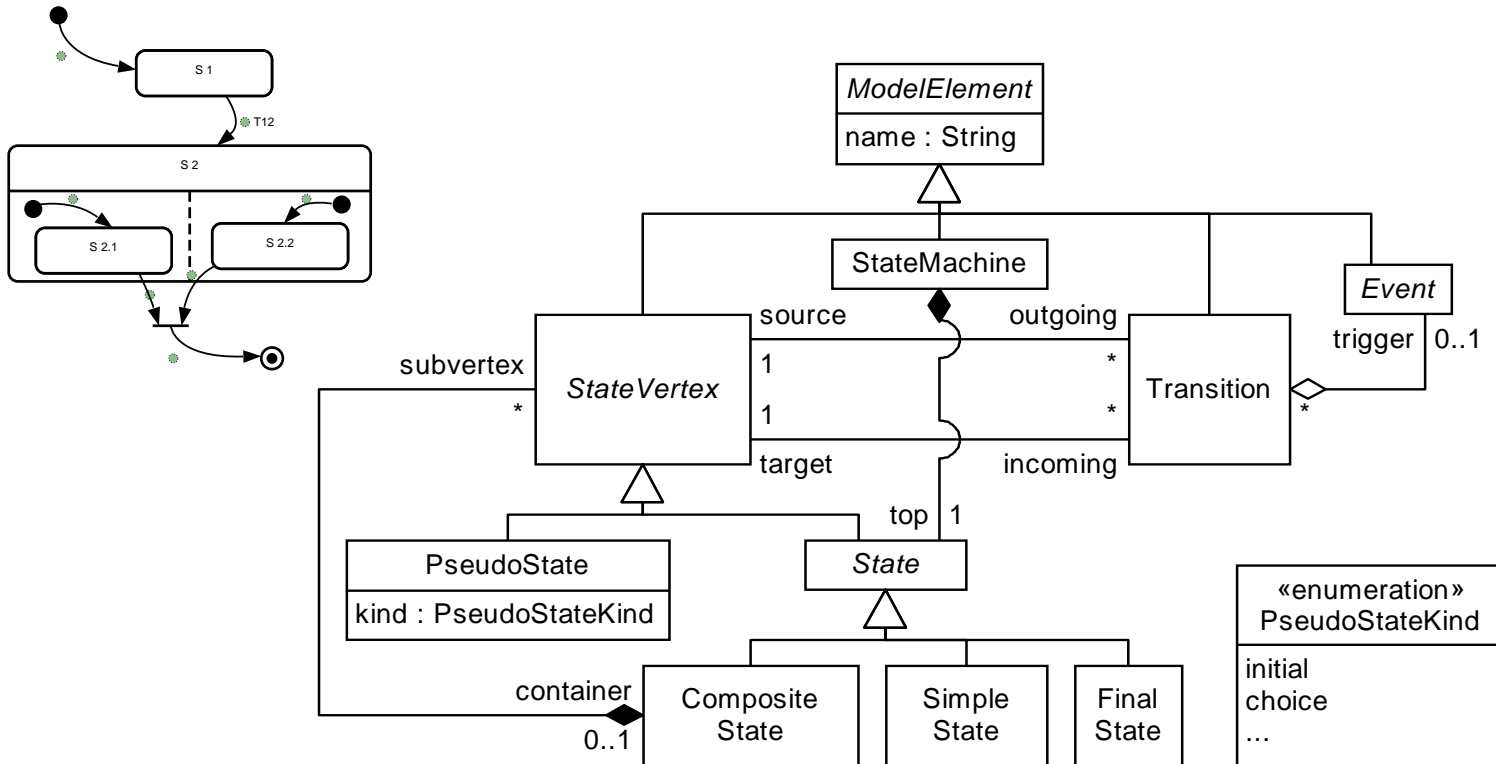 S 1
T12
S 2
S 2.1
S 2.2
ModelElement
name : String
StateMachine
Event
source
outgoing
trigger
0..1
subvertex
1
*
StateVertex
Transition
*
1
*
*
target
incoming
top
1
PseudoState
State
kind : PseudoStateKind
«enumeration»
PseudoStateKind
initial
choice
...
container
0..1
Composite
State
Simple
State
Final
State